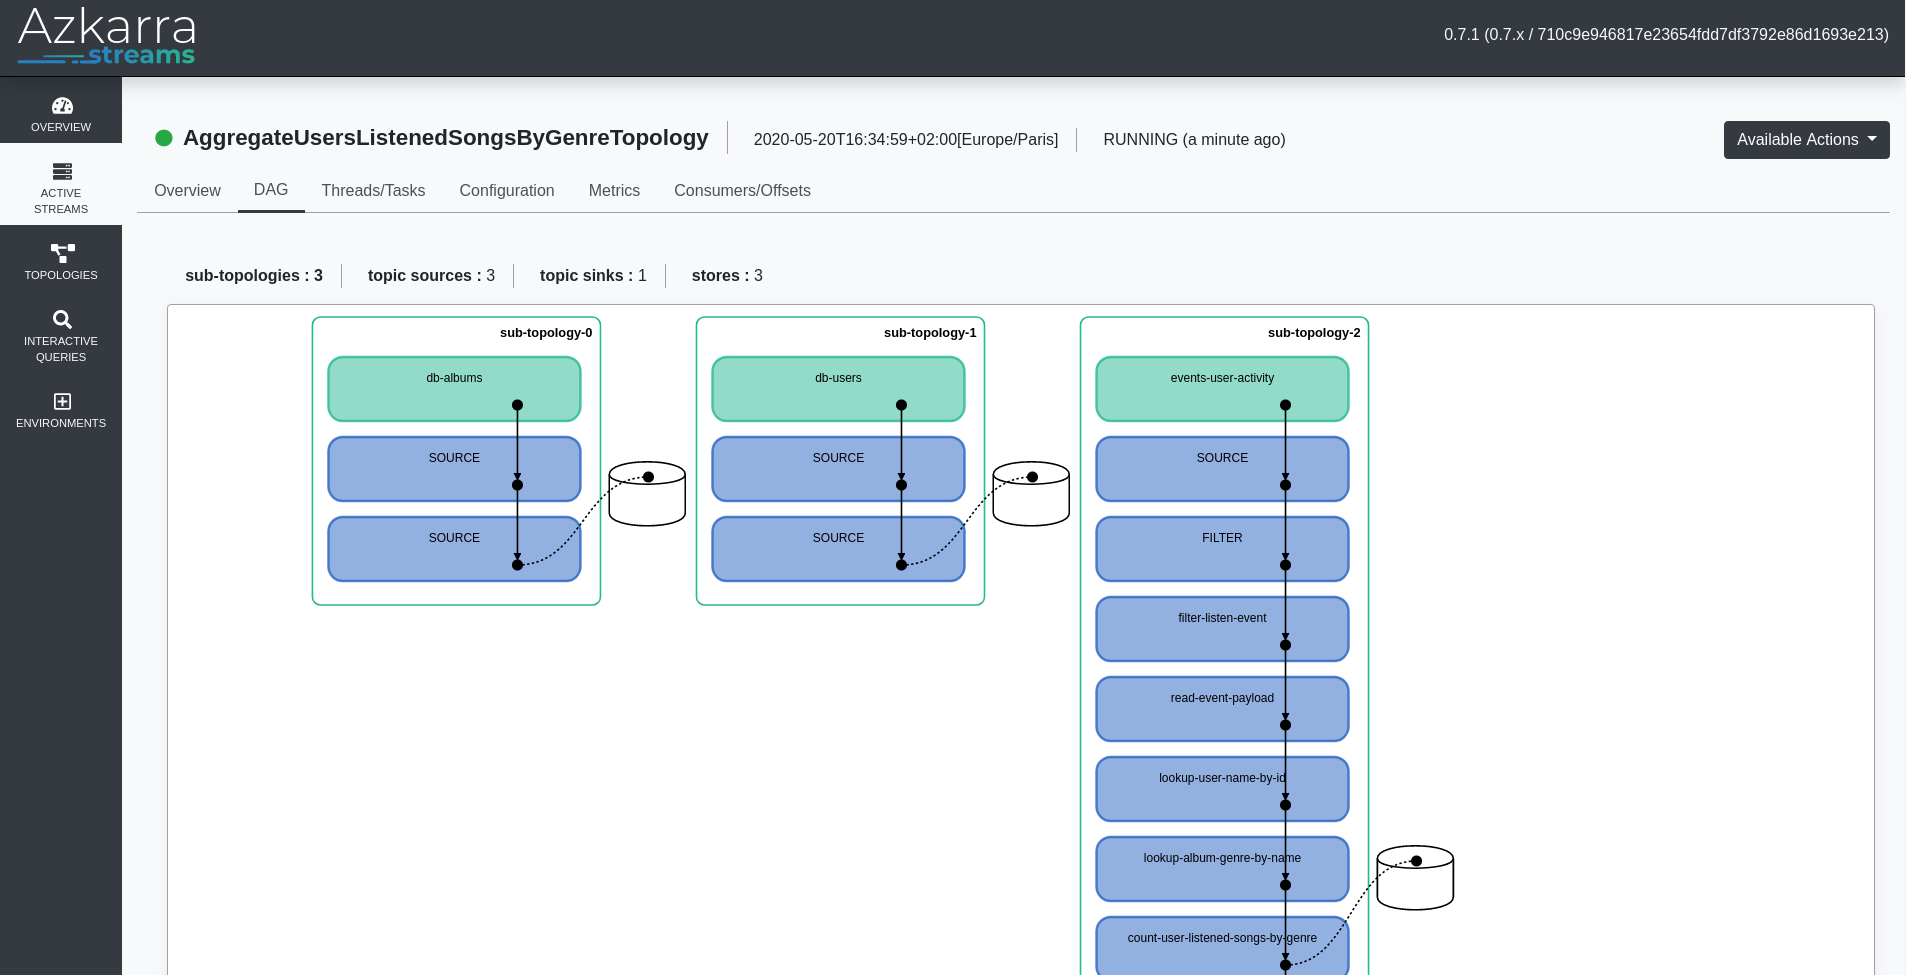 Azkarra
streams
0.7.1 (0.7.x / 710c9e946817e23654fdd7df3792e86d1693e213)
OVERVIEW
ACTIVE
STREAMS
TOPOLOGIES
INTERACTIVE
QUERIES
ENVIRONMENTS
AggregateUsersListenedSongsByGenreTopology
2020-05-20T16:34:59+02:00[Europe/Paris]
RUNNING (a minute ago)
Available Actions
Overview
DAG
Threads/Tasks
Configuration
Metrics
Consumers/Offsets
sub-topologies : 3
topic sources : 3
topic sinks : 1
stores : 3
sub-topology-0
db-albums
SOURCE
SOURCE
sub-topology-1
db-users
SOURCE
SOURCE
sub-topology-2
events-user-activity
SOURCE
FILTER
filter-listen-event
read-event-payload
lookup-user-name-by-id
lookup-album-genre-by-name
count-user-listened-songs-by-genre